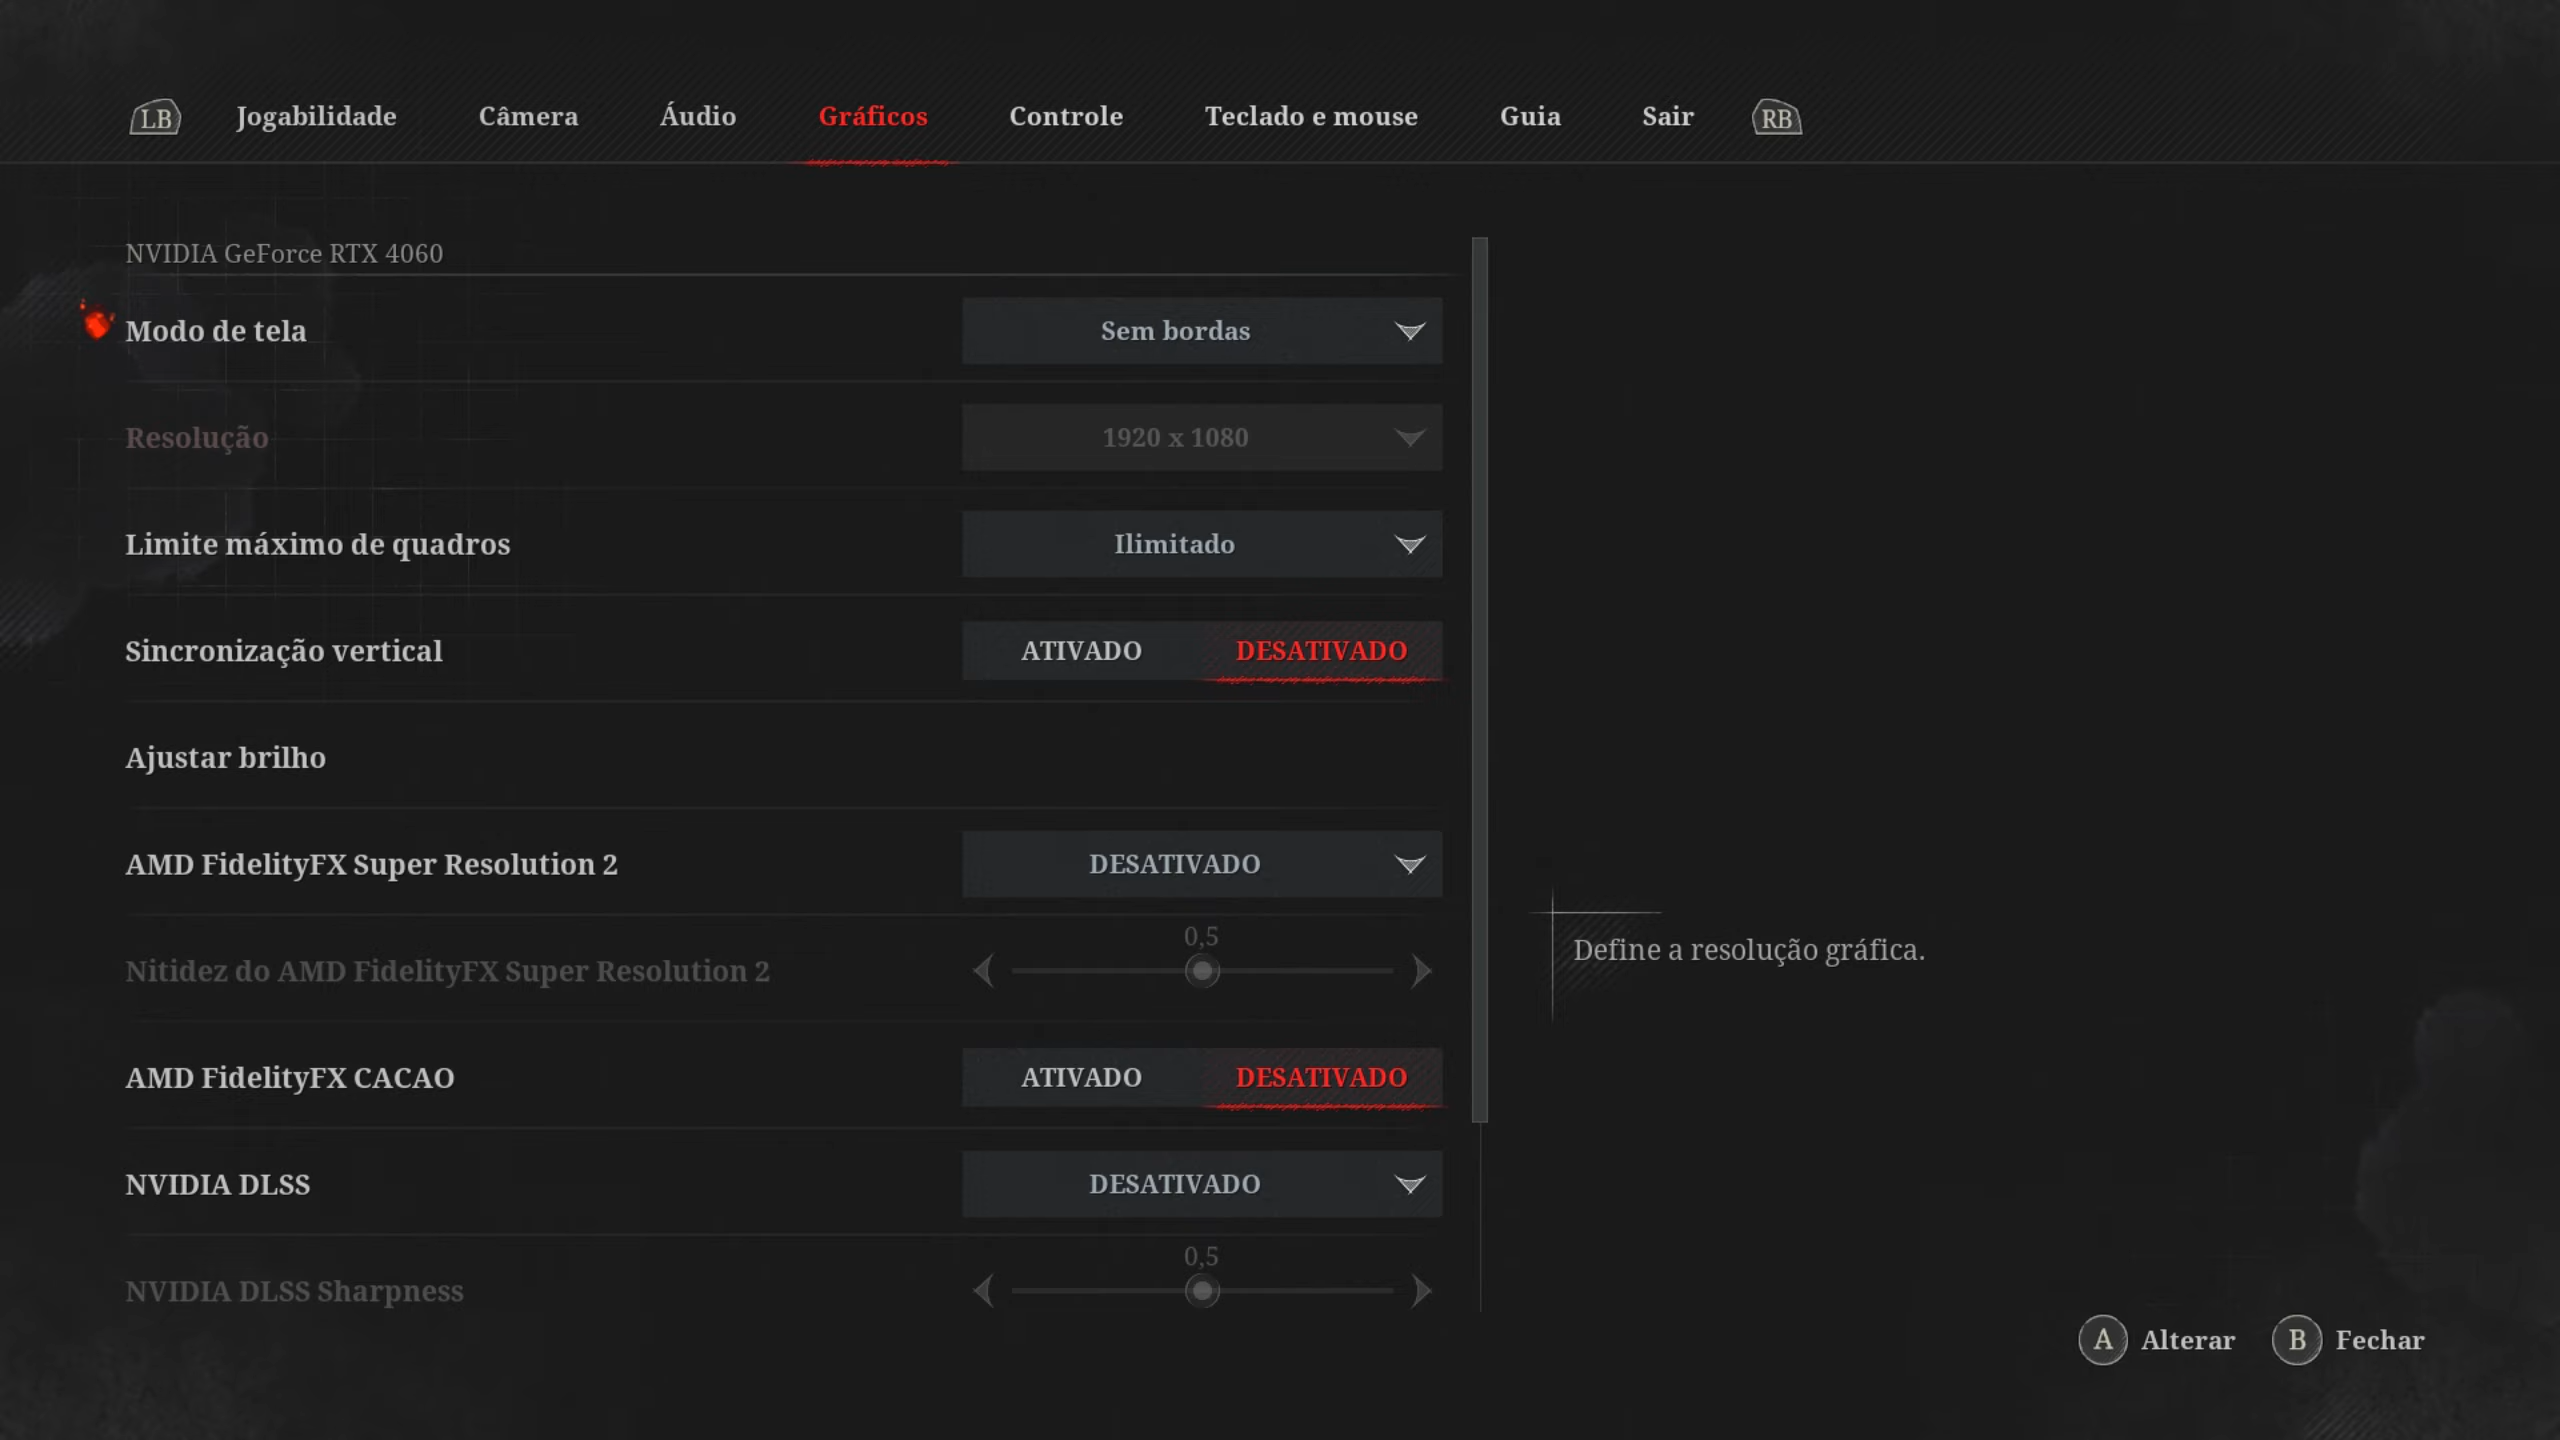 LB Jogabilidade Câmera Áudio Gráficos Controle Teclado e mouse Guia Sair RB
NVIDIA GeForce RTX 4060
Modo de tela Sem bordas
Resolução 1920 x 1080
Limite máximo de quadros Ilimitado
Sincronização vertical ATIVADO DESATIVADO
Ajustar brilho
AMD FidelityFX Super Resolution 2 DESATIVADO
0,5
Nitidez do AMD FidelityFX Super Resolution 2
Define a resolução gráfica.
AMD FidelityFX CACAO ATIVADO DESATIVADO
NVIDIA DLSS DESATIVADO
0,5
NVIDIA DLSS Sharpness
A Alterar B Fechar